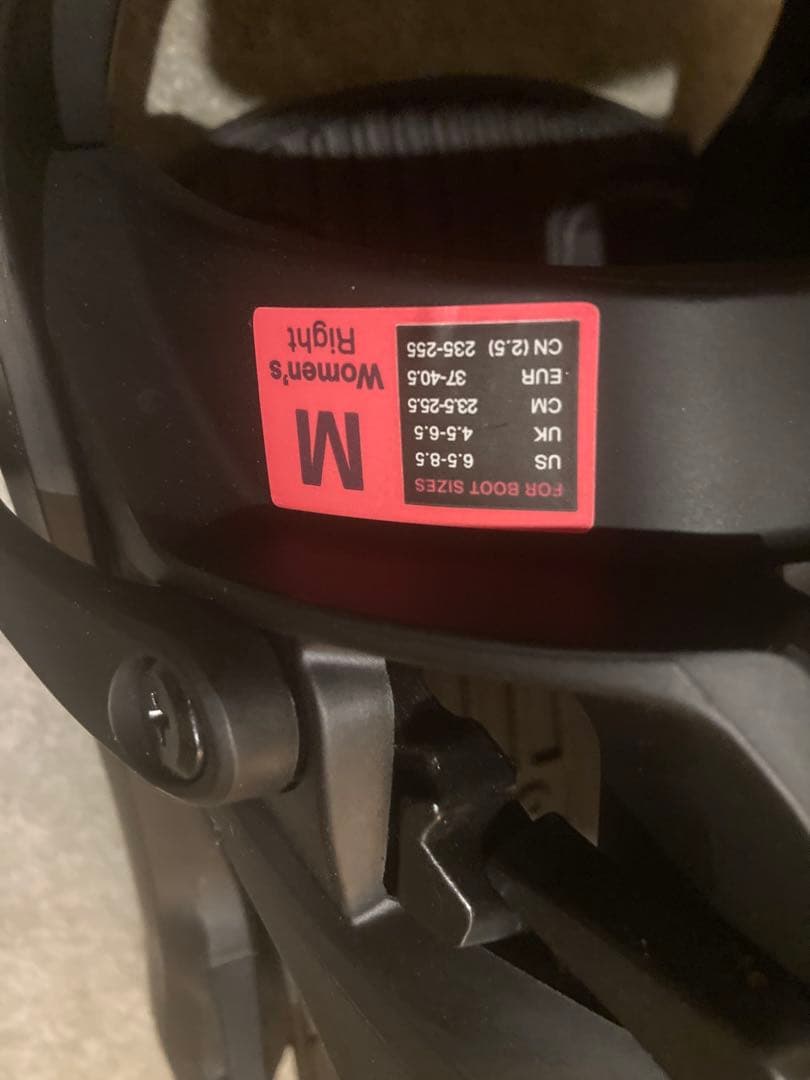 M
Women's
Right
FOR BOOT SIZES
US 6.5-8.5
UK 4.5-6.5
CM 23.5-25.5
EUR 37-40.5
CN (2.5) 235-255